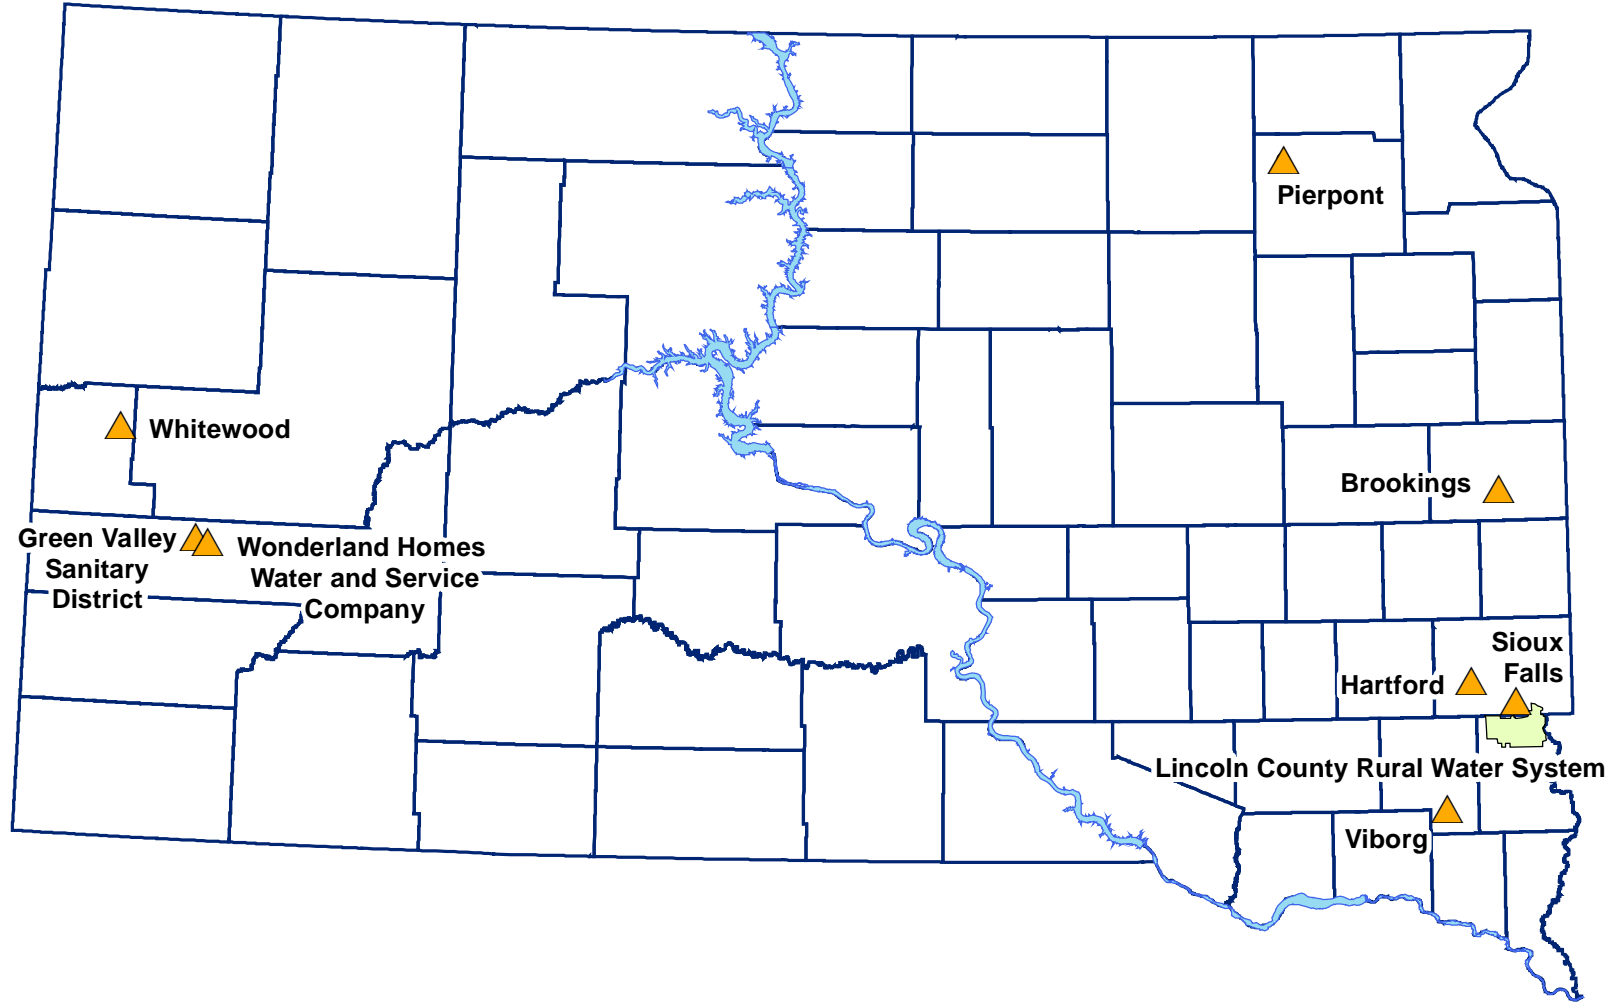 Pierpont
Whitewood
Brookings
Green Valley
Sanitary
District
Wonderland Homes
Water and Service
Company
Sioux
Falls
Hartford
Lincoln County Rural Water System
Viborg